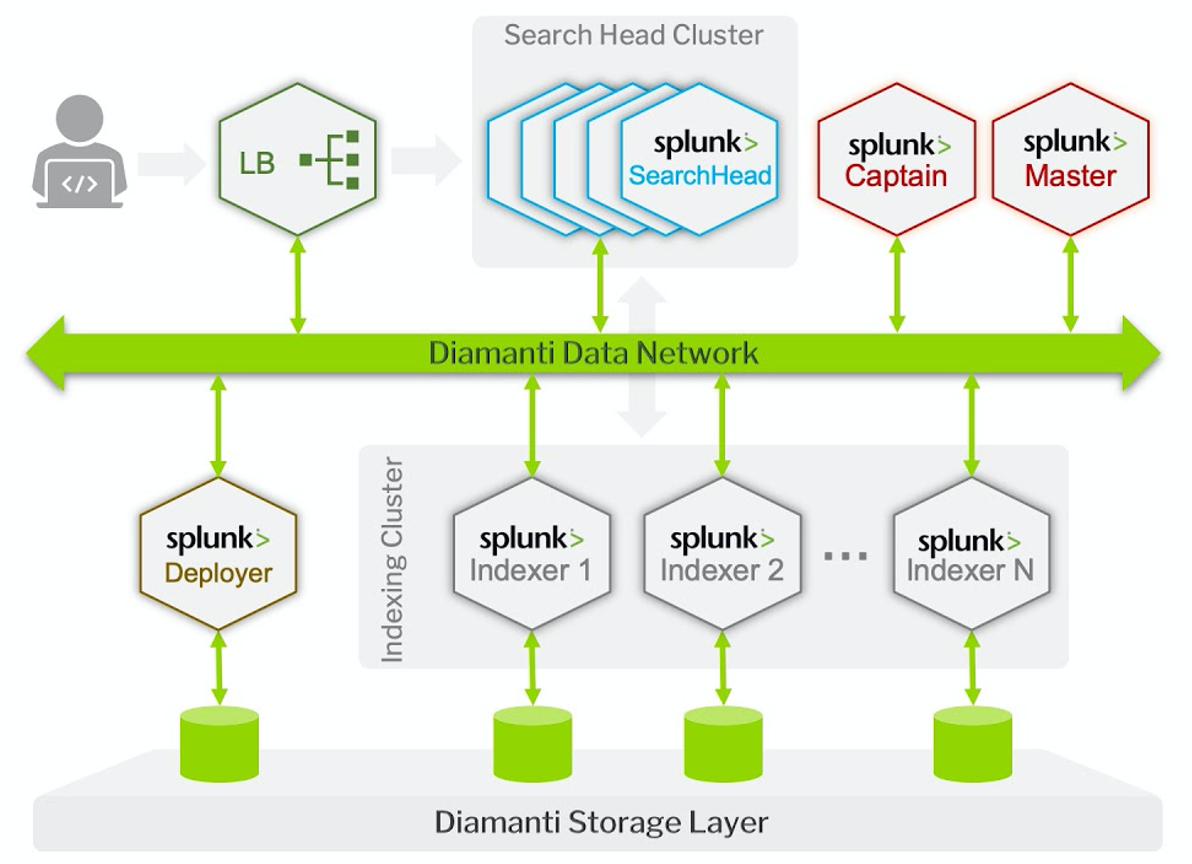 Search Head Cluster
LB
splunk>
SearchHead
splunk>
Captain
splunk>
Master
</>
Diamanti Data Network
Indexing Cluster
splunk>
Deployer
splunk>
Indexer 1
splunk>
Indexer 2
...
splunk>
Indexer N
Diamanti Storage Layer